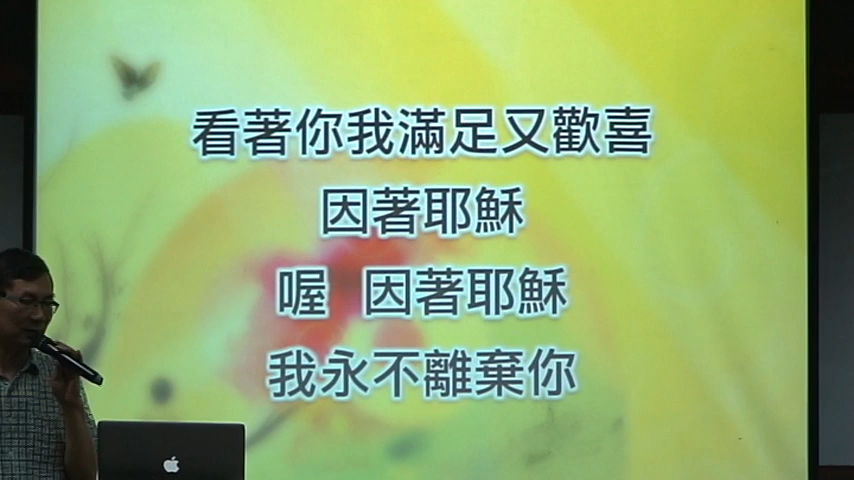 看著你我滿足又歡喜
因著耶穌
喔 因著耶穌
我永不離棄你